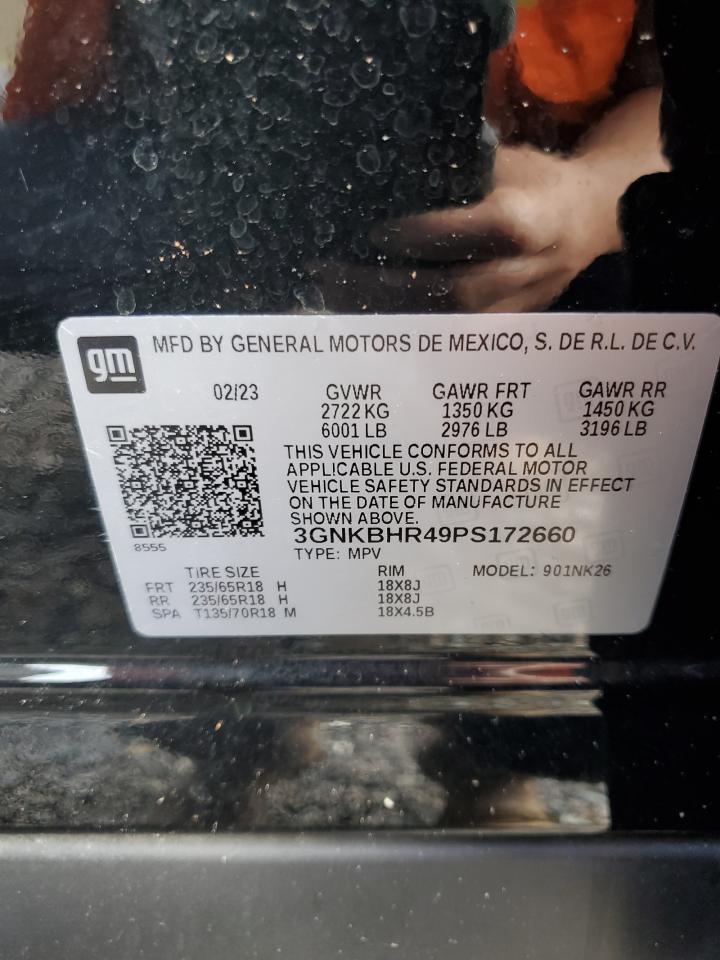 gm MFD BY GENERAL MOTORS DE MEXICO, S. DE R.L. DE C.V.
02/23 GVWR GAWR FRT GAWR RR
2722 KG 1350 KG 1450 KG
6001 LB 2976 LB 3196 LB
THIS VEHICLE CONFORMS TO ALL
APPLICABLE U.S. FEDERAL MOTOR
VEHICLE SAFETY STANDARDS IN EFFECT
ON THE DATE OF MANUFACTURE
SHOWN ABOVE.
3GNKBHR49PS172660
8555
TYPE: MPV
TIRE SIZE RIM MODEL: 901NK26
FRT 235/65R18 H 18X8J
RR 235/65R18 H 18X8J
SPA T135/70R18 M 18X4.5B